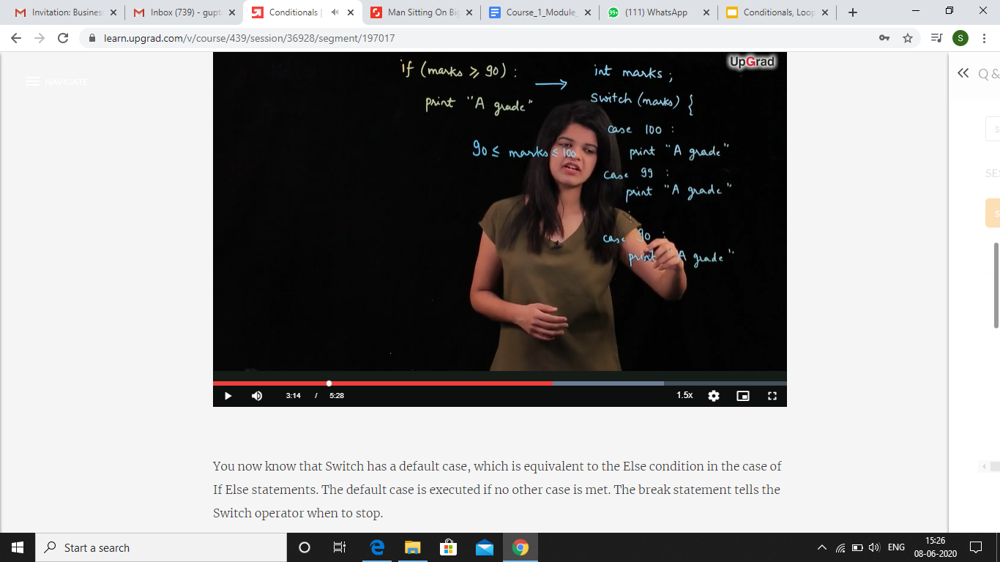 Invitation: Busines
Inbox (739) - gupt
Conditionals |
Man Sitting On Big
Course_1_Module_
(111) WhatsApp
Conditionals, Loop
learn.upgrad.com/v/course/439/session/36928/segment/197017
S
NAVIGATE
Q &
UpGrad
if (marks ≥ 90) :
print "A grade"
90 ≤ marks ≤ 100
int marks ;
switch (marks) {
case 100 :
print "A grade"
case 99 :
print "A grade"
:
case 90 :
print "A grade"
3:14 / 5:28
1.5x
You now know that Switch has a default case, which is equivalent to the Else condition in the case of
If Else statements. The default case is executed if no other case is met. The break statement tells the
Switch operator when to stop.
Start a search
ENG
15:26
08-06-2020